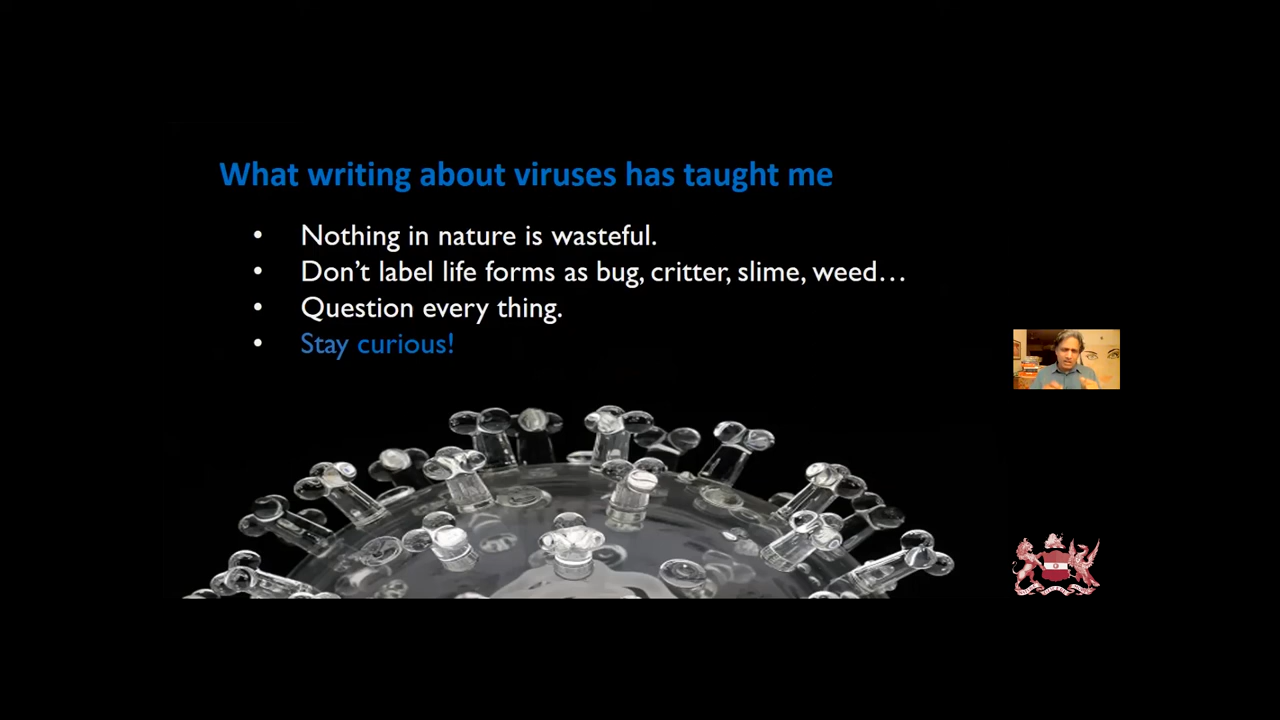 What writing about viruses has taught me
• Nothing in nature is wasteful.
• Don’t label life forms as bug, critter, slime, weed…
• Question every thing.
• Stay curious!